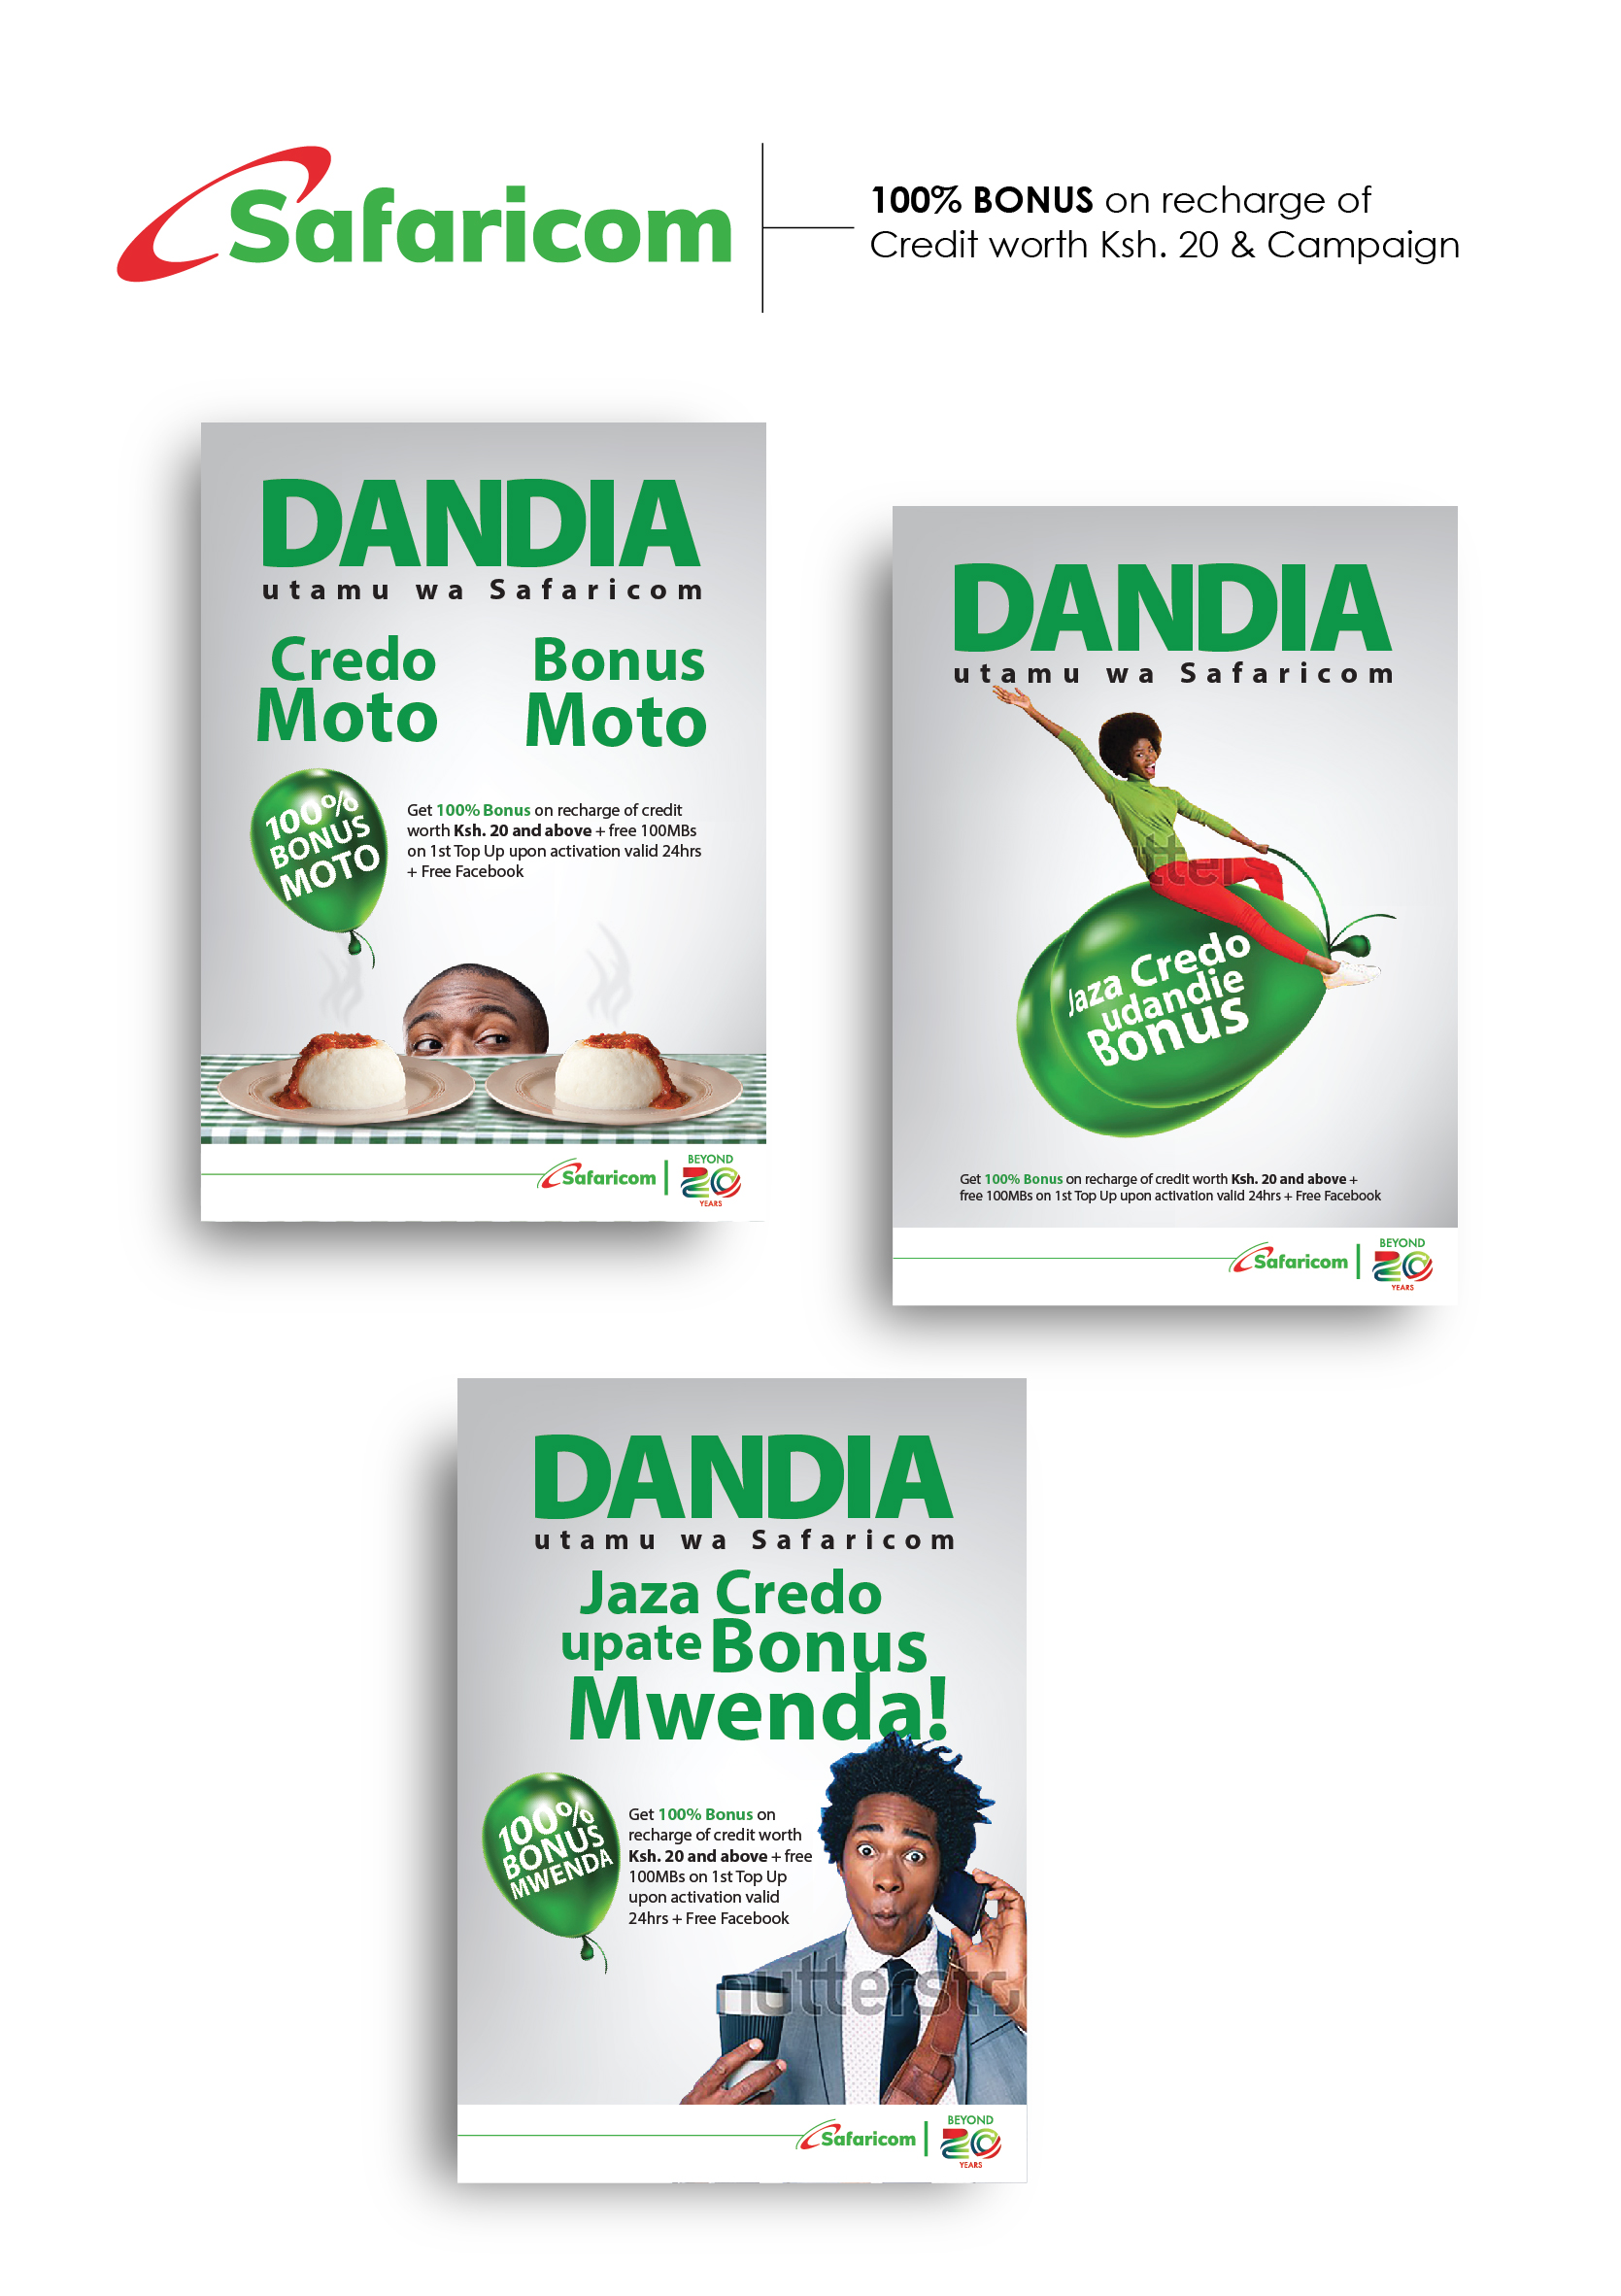 Safaricom
100% BONUS on recharge of
Credit worth Ksh. 20 & Campaign
DANDIA
utamu wa Safaricom
Credo
Moto
Bonus
Moto
100%
BONUS
MOTO
Get 100% Bonus on recharge of credit
worth Ksh. 20 and above + free 100MBs
on 1st Top Up upon activation valid 24hrs
+ Free Facebook
Safaricom
BEYOND
20
YEARS
DANDIA
utamu wa Safaricom
tters
Jaza Credo
udandie
Bonus
Get 100% Bonus on recharge of credit worth Ksh. 20 and above +
free 100MBs on 1st Top Up upon activation valid 24hrs + Free Facebook
Safaricom
BEYOND
20
YEARS
DANDIA
utamu wa Safaricom
Jaza Credo
upate Bonus
Mwenda!
100%
BONUS
MWENDA
Get 100% Bonus on
recharge of credit worth
Ksh. 20 and above + free
100MBs on 1st Top Up
upon activation valid
24hrs + Free Facebook
hutterstc
Safaricom
BEYOND
20
YEARS